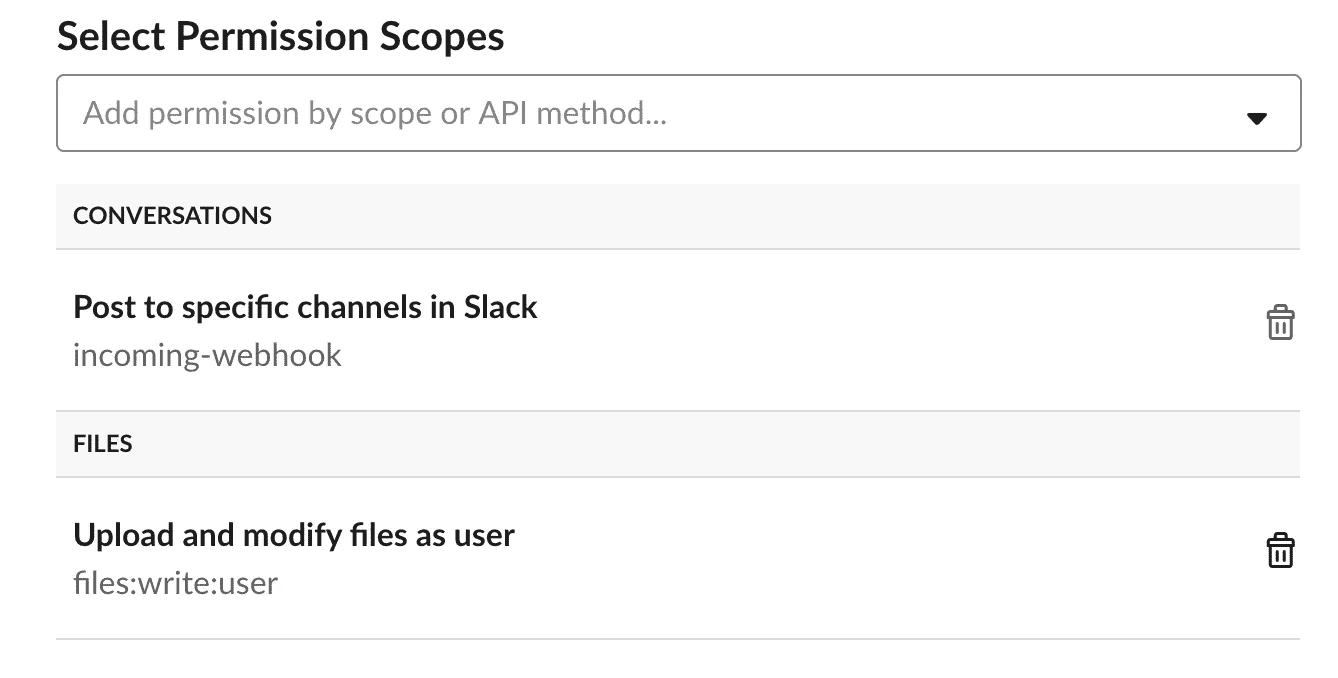 Select Permission Scopes
Add permission by scope or API method...
CONVERSATIONS
Post to specific channels in Slack
incoming-webhook
FILES
Upload and modify files as user
files:write:user